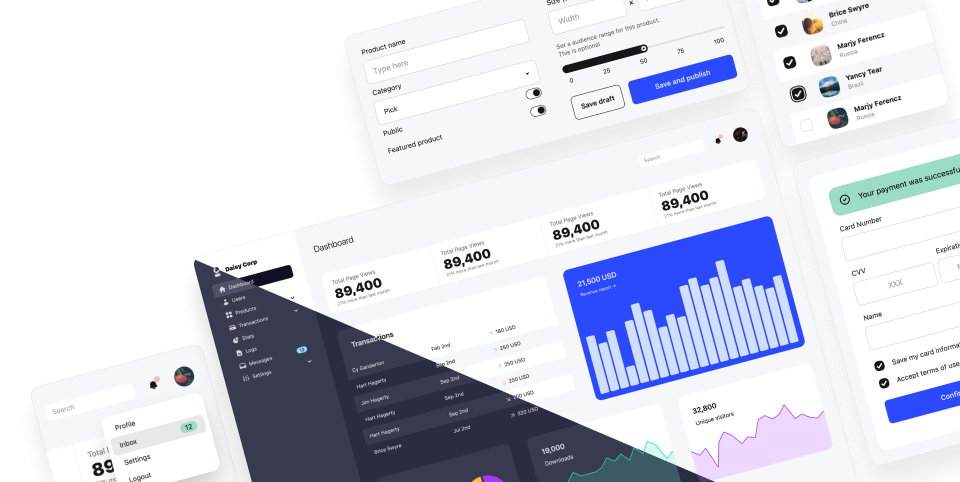 Product name
Type here
Category
Pick
Public
Featured product
Width
×
Set a audience range for this product.
This is optional
0 25 50 75 100
Save draft
Save and publish
Brice Swyre
China
Marjy Ferencz
Russia
Yancy Tear
Brazil
Marjy Ferencz
Russia
Search
Dashboard
Total Page Views
89,400
21% more than last month
Total Page Views
89,400
21% more than last month
Total Page Views
89,400
21% more than last month
Total Page Views
89,400
21% more than last month
Daisy Corp
Dashboard
Users
Products
Transactions
Stats
Logs
Messages
Settings
Transactions
Cy Ganderton Feb 2nd 180 USD
Hart Hagerty Sep 2nd 250 USD
Jim Hagerty Sep 2nd 250 USD
Hart Hagerty Sep 2nd 250 USD
Hart Hagerty Sep 2nd 250 USD
Brice Swyre Jul 2nd 320 USD
21,500 USD
Revenue report →
19,000
Downloads
32,800
Unique visitors
Your payment was successfu
Card Number
CVV
XXX
Expirati
Name
Save my card informa
Accept terms of use
Confi
Search
Profile
Inbox 12
Settings
Logout
Total
89